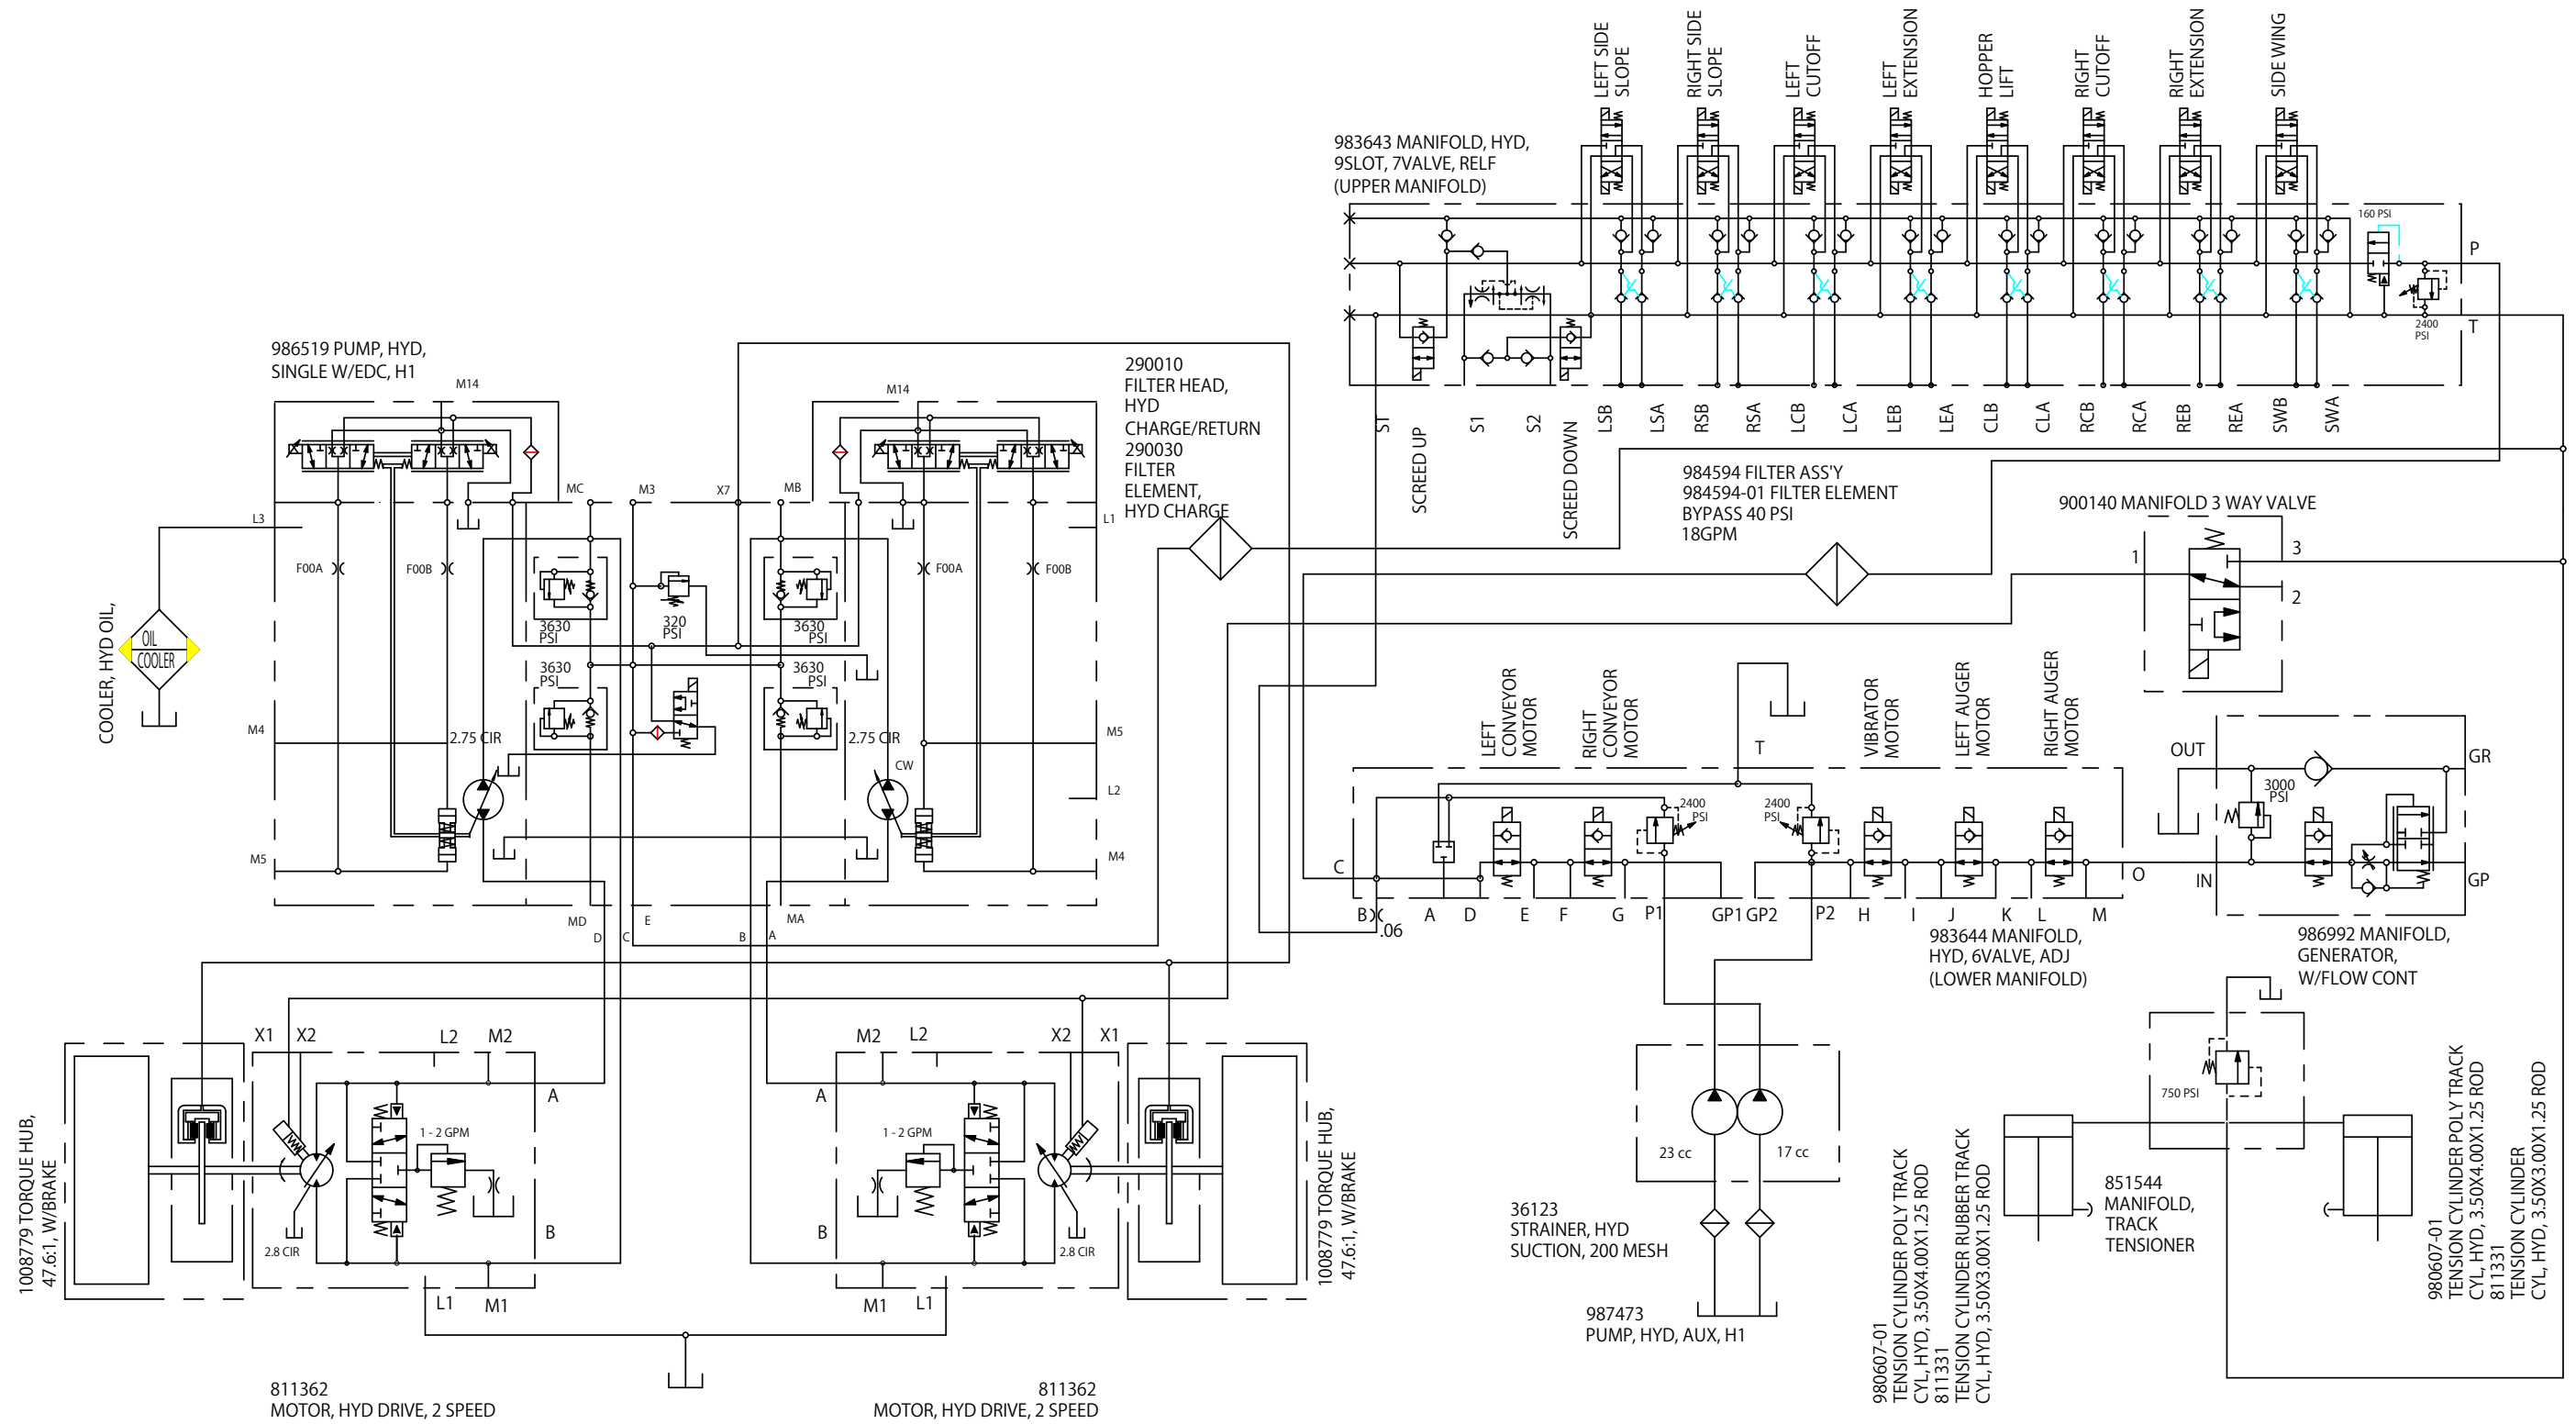 LEFT SIDE
SLOPE
RIGHT SIDE
SLOPE
LEFT
CUTOFF
LEFT
EXTENSION
HOPPER
LIFT
RIGHT
CUTOFF
RIGHT
EXTENSION
SIDE WING
983643 MANIFOLD, HYD,
9SLOT, 7VALVE, RELF
(UPPER MANIFOLD)
160 PSI
P
2400
PSI
T
ST
SCREED UP
S1
S2
SCREED DOWN
LSB
LSA
RSB
RSA
LCB
LCA
LEB
LEA
CLB
CLA
RCB
RCA
REB
REA
SWB
SWA
986519 PUMP, HYD,
SINGLE W/EDC, H1
M14
M14
290010
FILTER HEAD,
HYD
CHARGE/RETURN
290030
FILTER
ELEMENT,
HYD CHARGE
984594 FILTER ASS'Y
984594-01 FILTER ELEMENT
BYPASS 40 PSI
18GPM
900140 MANIFOLD 3 WAY VALVE
1
3
2
MC
M3
X7
MB
L3
L1
F00A
F00B
F00A
F00B
3630
PSI
320
PSI
3630
PSI
3630
PSI
3630
PSI
COOLER, HYD OIL,
OIL
COOLER
M4
2.75 CIR
2.75 CIR
M5
CW
L2
M5
M4
MD
E
MA
D
C
B
A
LEFT
CONVEYOR
MOTOR
RIGHT
CONVEYOR
MOTOR
T
VIBRATOR
MOTOR
LEFT AUGER
MOTOR
RIGHT AUGER
MOTOR
2400
PSI
2400
PSI
C
B
.06
A
D
E
F
G
P1
GP1
GP2
P2
H
I
J
K
L
M
O
983644 MANIFOLD,
HYD, 6VALVE, ADJ
(LOWER MANIFOLD)
OUT
GR
3000
PSI
IN
GP
986992 MANIFOLD,
GENERATOR,
W/FLOW CONT
X1
X2
L2
M2
A
1 - 2 GPM
B
2.8 CIR
L1
M1
1008779 TORQUE HUB,
47.6:1, W/BRAKE
M2
L2
X2
X1
A
1 - 2 GPM
B
2.8 CIR
M1
L1
1008779 TORQUE HUB,
47.6:1, W/BRAKE
811362
MOTOR, HYD DRIVE, 2 SPEED
811362
MOTOR, HYD DRIVE, 2 SPEED
23 cc
17 cc
36123
STRAINER, HYD
SUCTION, 200 MESH
987473
PUMP, HYD, AUX, H1
980607-01
TENSION CYLINDER POLY TRACK
CYL, HYD, 3.50X4.00X1.25 ROD
811331
TENSION CYLINDER RUBBER TRACK
CYL, HYD, 3.50X3.00X1.25 ROD
750 PSI
851544
MANIFOLD,
TRACK
TENSIONER
980607-01
TENSION CYLINDER POLY TRACK
CYL, HYD, 3.50X4.00X1.25 ROD
811331
TENSION CYLINDER
CYL, HYD, 3.50X3.00X1.25 ROD